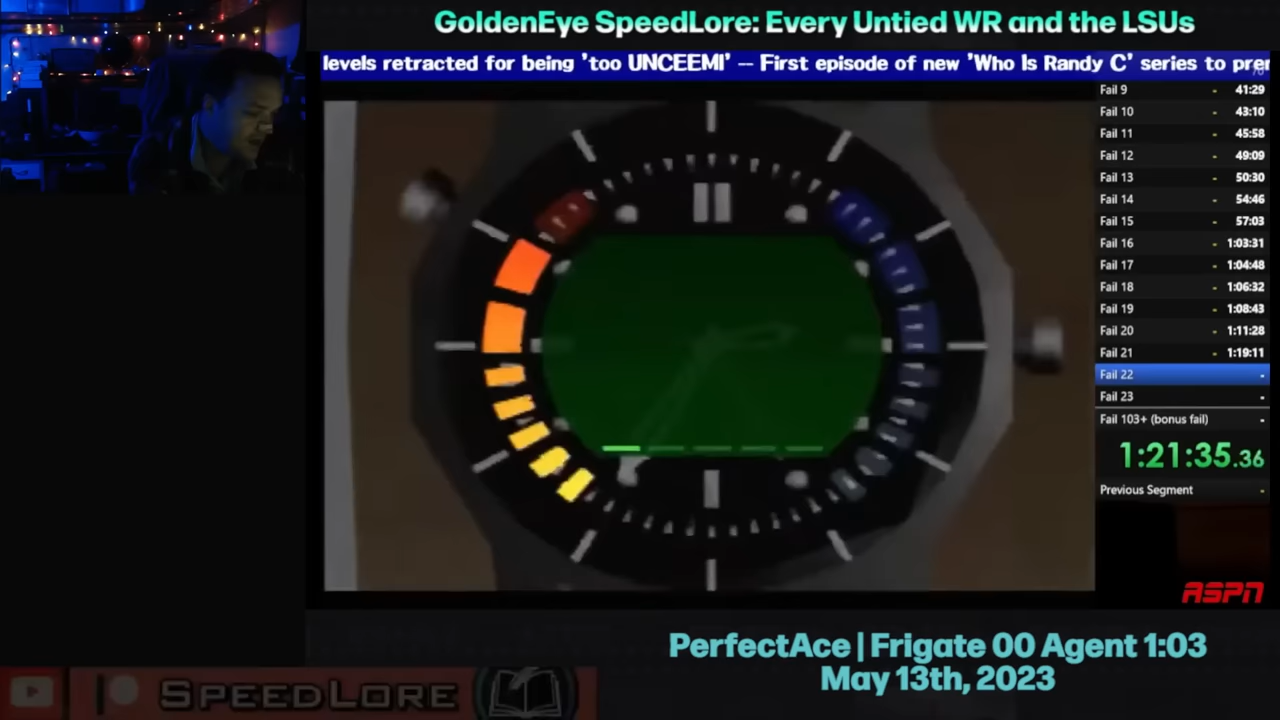 GoldenEye SpeedLore: Every Untied WR and the LSUs
levels retracted for being 'too UNCEEMI' -- First episode of new 'Who Is Randy C' series to prer
Fail 9 - 41:29
Fail 10 - 43:10
Fail 11 - 45:58
Fail 12 - 49:09
Fail 13 - 50:30
Fail 14 - 54:46
Fail 15 - 57:03
Fail 16 - 1:03:31
Fail 17 - 1:04:48
Fail 18 - 1:06:32
Fail 19 - 1:08:43
Fail 20 - 1:11:28
Fail 21 - 1:19:11
Fail 22 -
Fail 23 -
Fail 103+ (bonus fail) -
1:21:35.36
Previous Segment -
ASPN
PerfectAce | Frigate 00 Agent 1:03
May 13th, 2023
SPEEDLORE